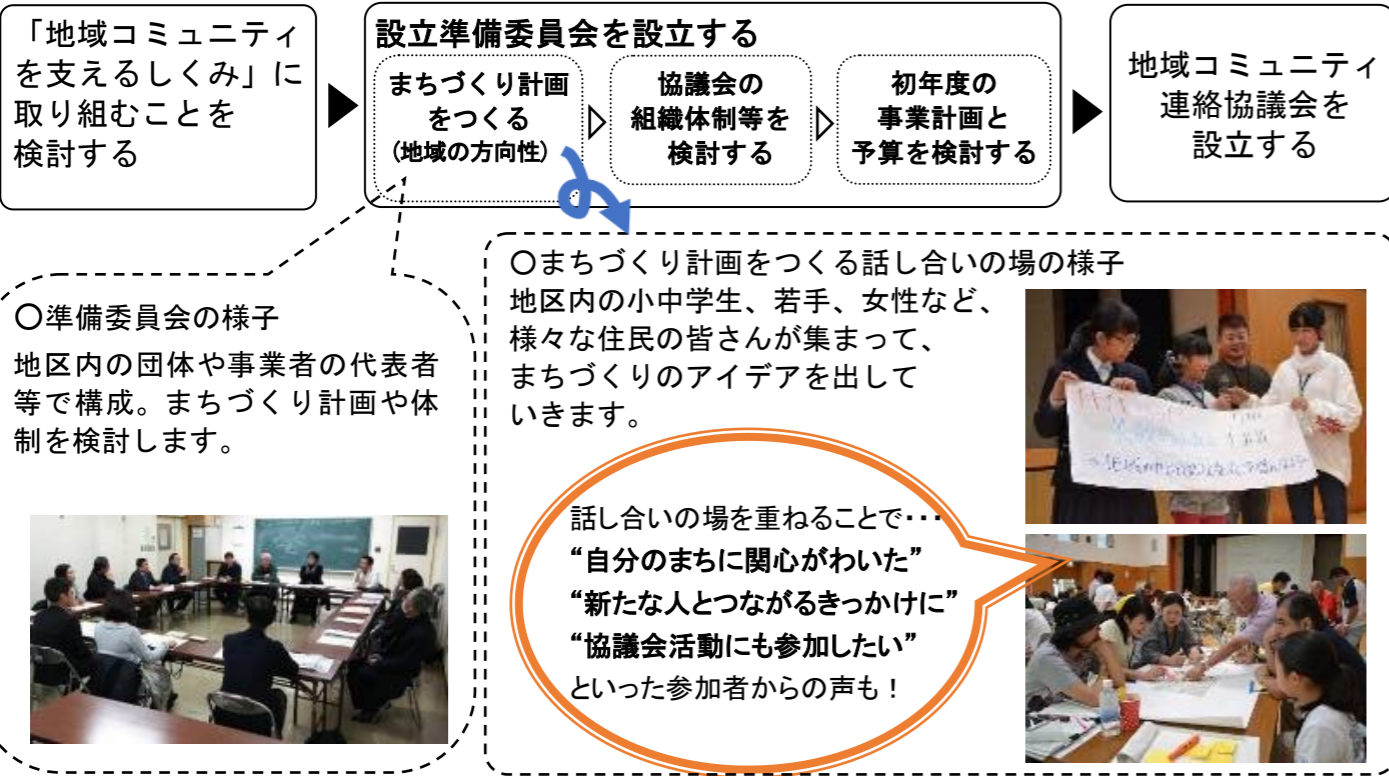 「地域コミュニティ
を支えるしくみ」に
取り組むことを
検討する
設立準備委員会を設立する
まちづくり計画
をつくる
(地域の方向性)
協議会の
組織体制等を
検討する
初年度の
事業計画と
予算を検討する
地域コミュニティ
連絡協議会を
設立する
〇準備委員会の様子
地区内の団体や事業者の代表者
等で構成。まちづくり計画や体
制を検討します。
〇まちづくり計画をつくる話し合いの場の様子
地区内の小中学生、若手、女性など、
様々な住民の皆さんが集まって、
まちづくりのアイデアを出して
いきます。
話し合いの場を重ねることで・・・
“自分のまちに関心がわいた”
“新たな人とつながるきっかけに”
“協議会活動にも参加したい”
といった参加者からの声も！